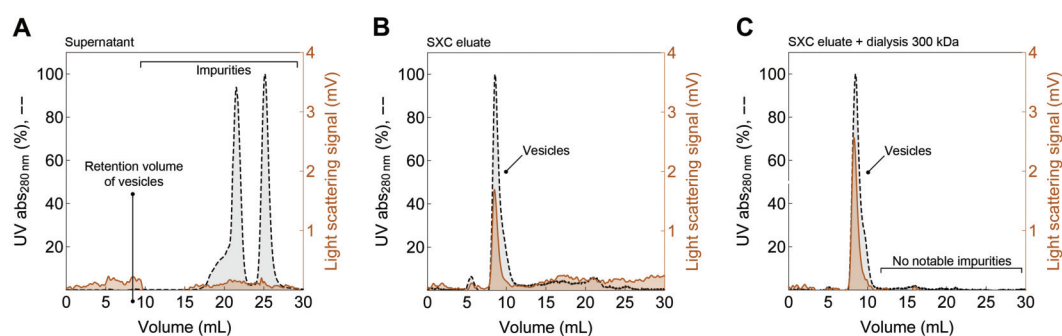 A
Supernatant
Impurities
Retention volume
of vesicles
UV abs280 nm (%), ---
100
80
60
40
20
0 5 10 15 20 25 30
Volume (mL)
4
3
2
1
Light scattering signal (mV)
B
SXC eluate
Vesicles
UV abs280 nm (%), ---
100
80
60
40
20
0 5 10 15 20 25 30
Volume (mL)
4
3
2
1
Light scattering signal (mV)
C
SXC eluate + dialysis 300 kDa
Vesicles
No notable impurities
UV abs280 nm (%), ---
100
80
60
40
20
0 5 10 15 20 25 30
Volume (mL)
4
3
2
1
Light scattering signal (mV)